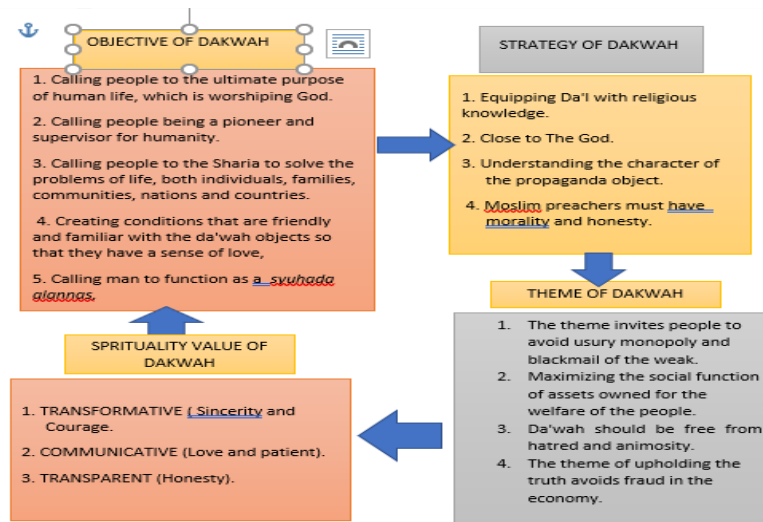 OBJECTIVE OF DAKWAH
1. Calling people to the ultimate purpose
of human life, which is worshiping God.
2. Calling people being a pioneer and
supervisor for humanity.
3. Calling people to the Sharia to solve the
problems of life, both individuals, families,
communities, nations and countries.
4. Creating conditions that are friendly
and familiar with the da'wah objects so
that they have a sense of love,
5. Calling man to function as a syuhada
alannas.
STRATEGY OF DAKWAH
1. Equipping Da'I with religious
knowledge.
2. Close to The God.
3. Understanding the character of
the propaganda object.
4. Moslim preachers must have
morality and honesty.
THEME OF DAKWAH
1. The theme invites people to
avoid usury monopoly and
blackmail of the weak.
2. Maximizing the social function
of assets owned for the
welfare of the people.
3. Da'wah should be free from
hatred and animosity.
4. The theme of upholding the
truth avoids fraud in the
economy.
SPRITUALITY VALUE OF
DAKWAH
1. TRANSFORMATIVE ( Sincerity and
Courage.
2. COMMUNICATIVE (Love and patient).
3. TRANSPARENT (Honesty).